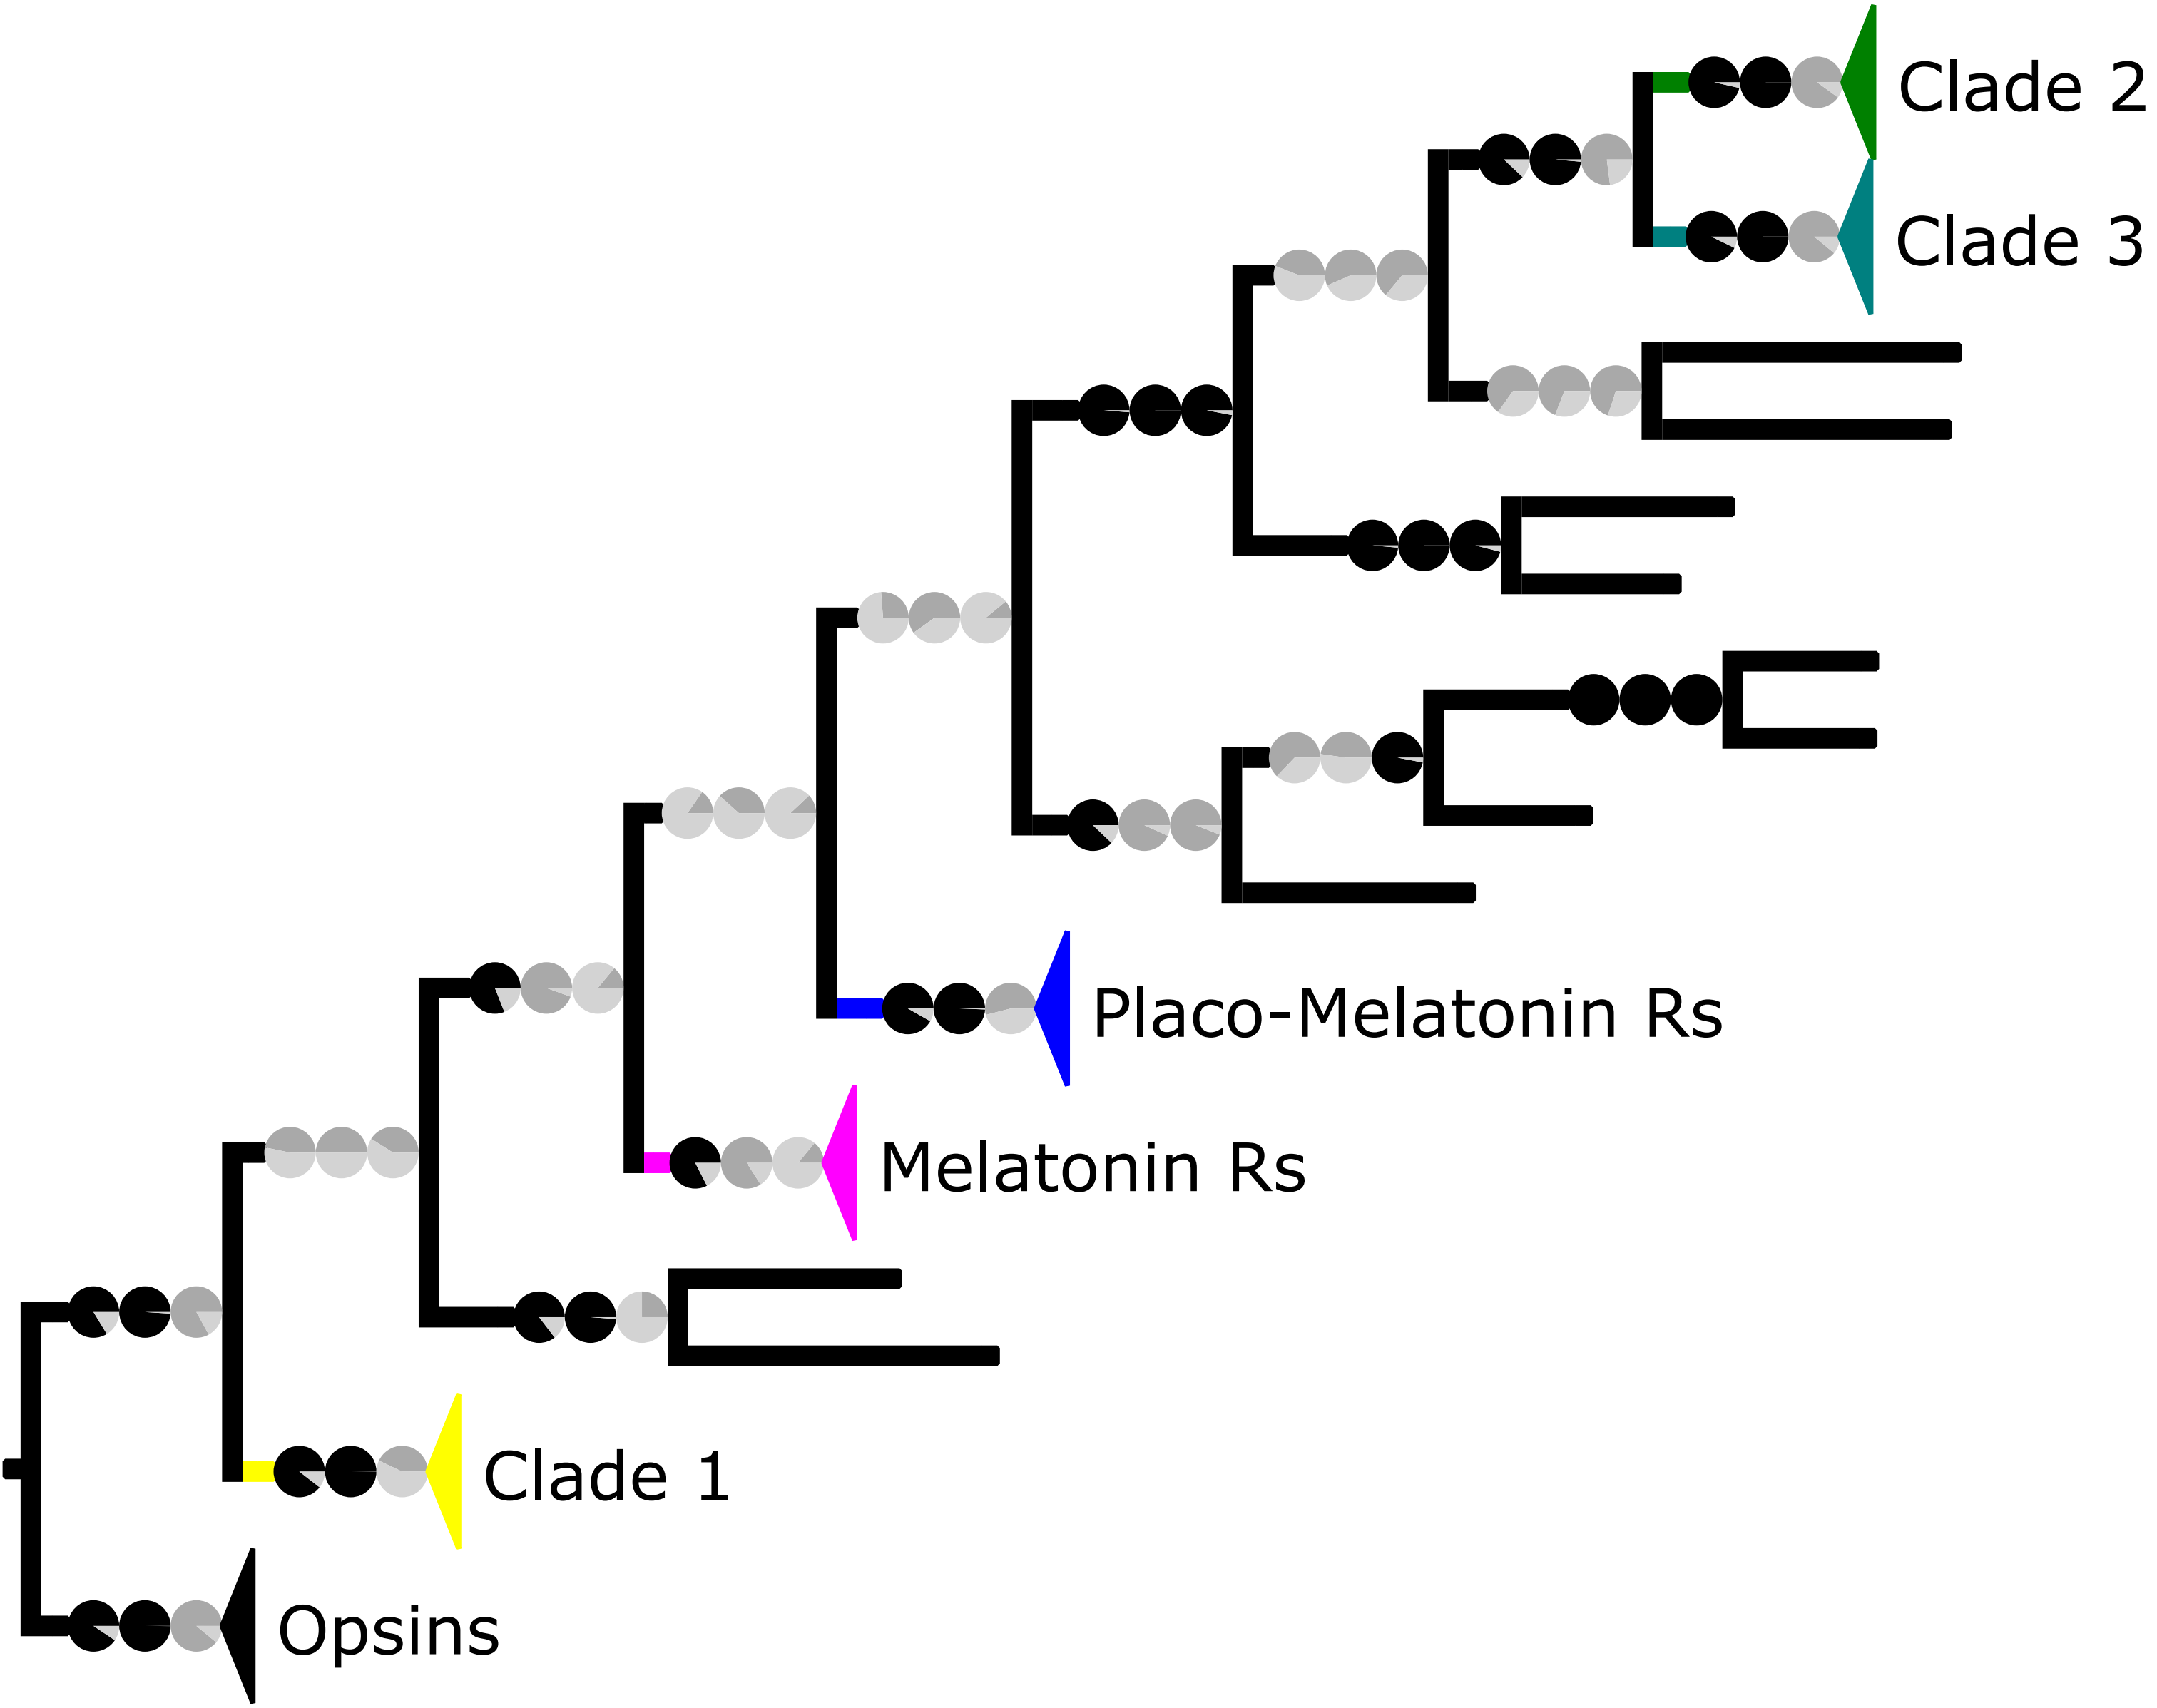 Clade 2
Clade 3
Placo-Melatonin Rs
Melatonin Rs
Clade 1
Opsins